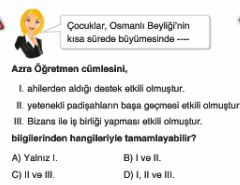 Çocuklar, Osmanlı Beyliği'nin
kısa sürede büyümesinde ----
Azra Öğretmen cümlesini,
I. ahilerden aldığı destek etkili olmuştur.
II. yetenekli padişahların başa geçmesi etkili olmuştur
III. Bizans ile iş birliği yapması etkili olmuştur.
bilgilerinden hangileriyle tamamlayabilir?
A) Yalnız I.
B) I ve II.
C) II ve III.
D) I, II ve III.